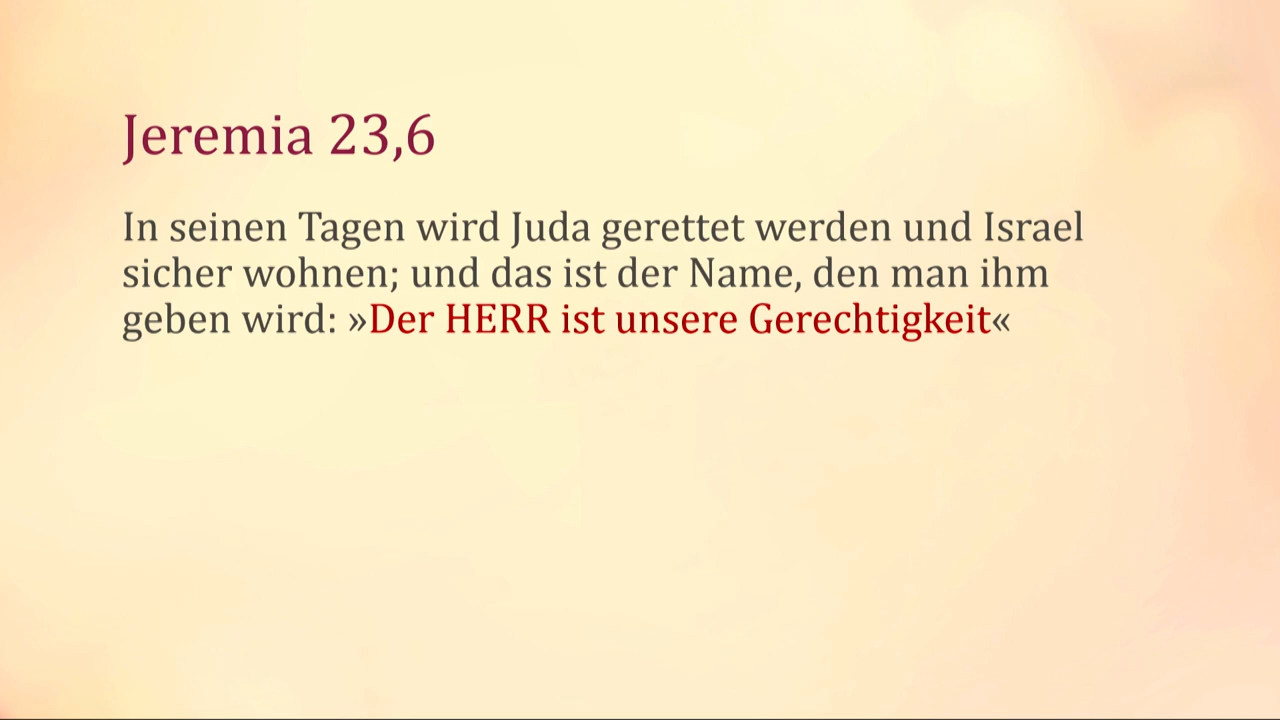 Jeremia 23,6
In seinen Tagen wird Juda gerettet werden und Israel
sicher wohnen; und das ist der Name, den man ihm
geben wird: »Der HERR ist unsere Gerechtigkeit«